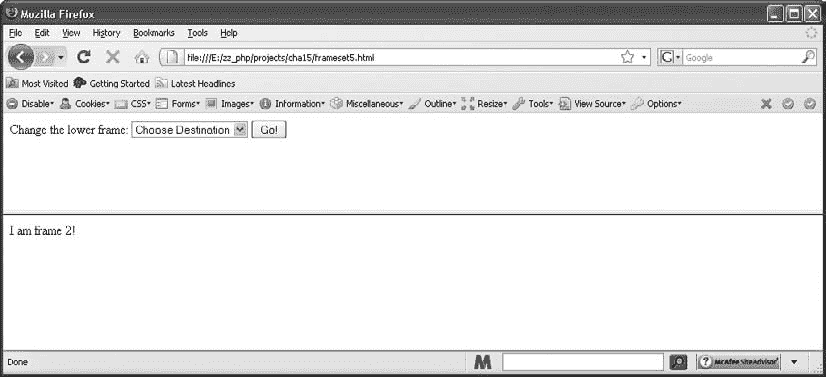 Mozilla Firefox
File Edit View History Bookmarks Tools Help
file:///E:/zz_php/projects/cha15/frameset5.html
G Google
Most Visited Getting Started Latest Headlines
Disable Cookies CSS Forms Images Information Miscellaneous Outline Resize Tools View Source Options
Change the lower frame: Choose Destination Go!
I am frame 2!
Done
M
McAfee SiteAdvisor